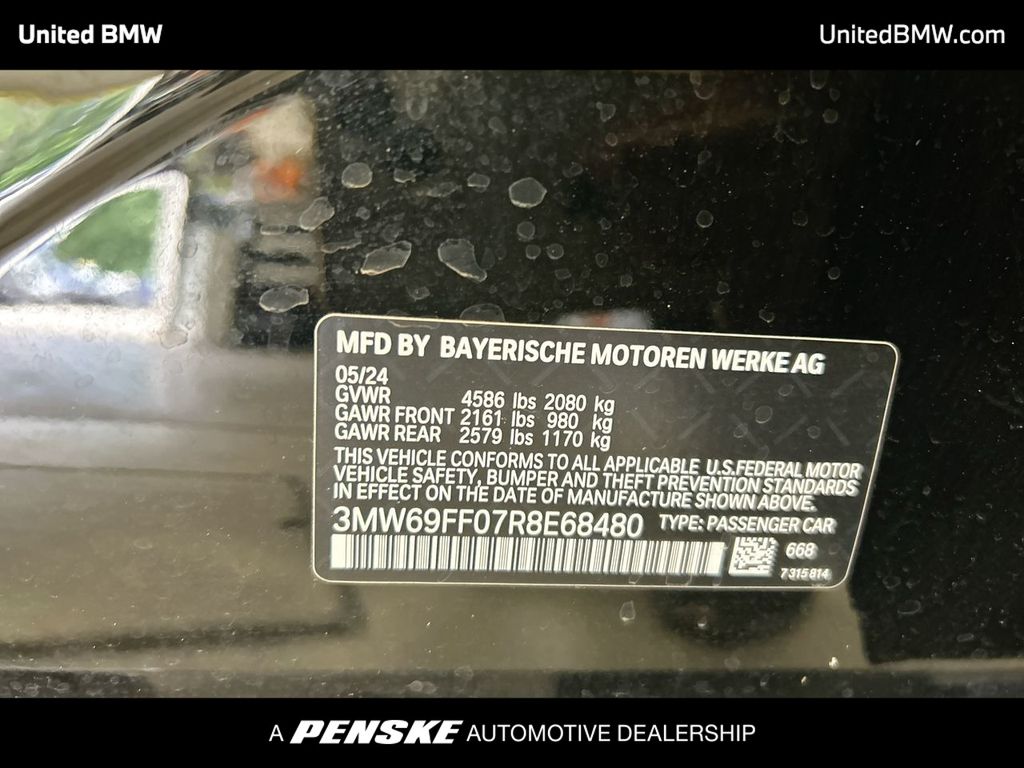 United BMW
UnitedBMW.com
MFD BY BAYERISCHE MOTOREN WERKE AG
05/24
GVWR 4586 lbs 2080 kg
GAWR FRONT 2161 lbs 980 kg
GAWR REAR 2579 lbs 1170 kg
THIS VEHICLE CONFORMS TO ALL APPLICABLE U.S.FEDERAL MOTOR
VEHICLE SAFETY, BUMPER AND THEFT PREVENTION STANDARDS
IN EFFECT ON THE DATE OF MANUFACTURE SHOWN ABOVE.
3MW69FF07R8E68480 TYPE: PASSENGER CAR
668
7315814
A PENSKE AUTOMOTIVE DEALERSHIP